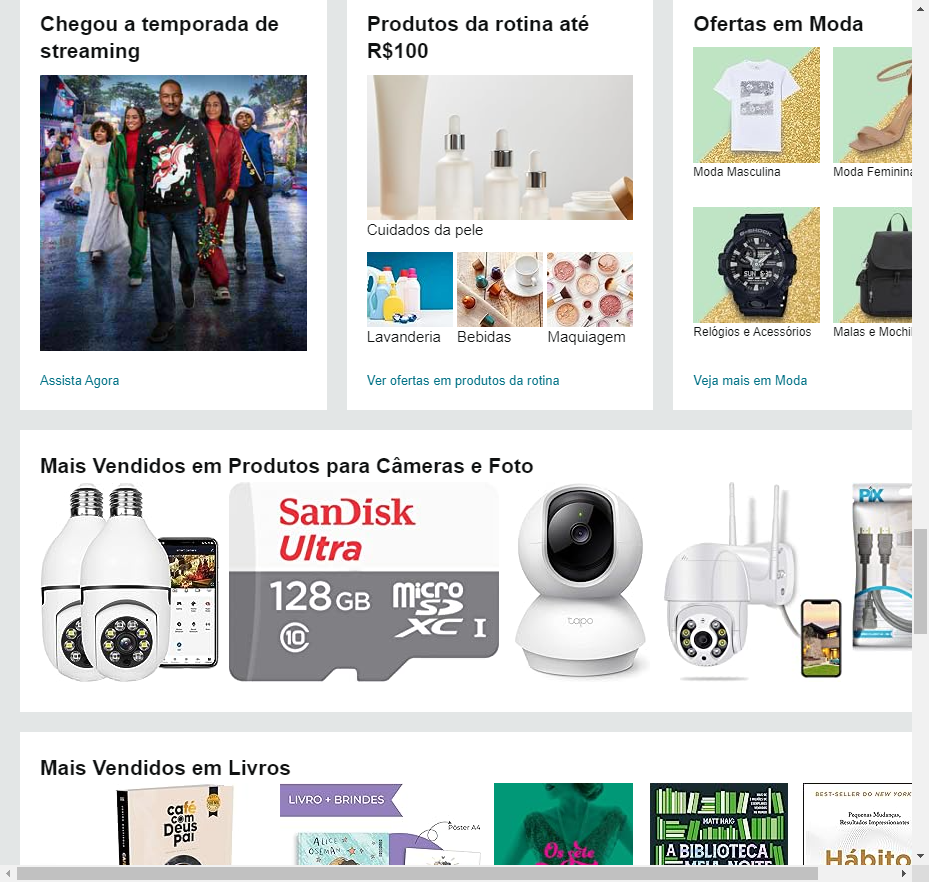 Chegou a temporada de
streaming
Assista Agora
Produtos da rotina até
R$100
Cuidados da pele
Lavanderia
Bebidas
Maquiagem
Ver ofertas em produtos da rotina
Ofertas em Moda
Moda Masculina
Moda Feminina
Relógios e Acessórios
Malas e Mochil
Veja mais em Moda
Mais Vendidos em Produtos para Câmeras e Foto
SanDisk
Ultra
128 GB
micro
SD
XC I
10
tapo
PIX
Mais Vendidos em Livros
café
com
Deus
pai
LIVRO + BRINDES
Pôster A4
ALICE
OSEMAN
Os sete
MATT HAIG
A BIBLIOTECA
DA MEIA-NOITE
BEST-SELLER DO NEW YORK
Pequenas Mudanças,
Resultados Impressionantes
Hábito